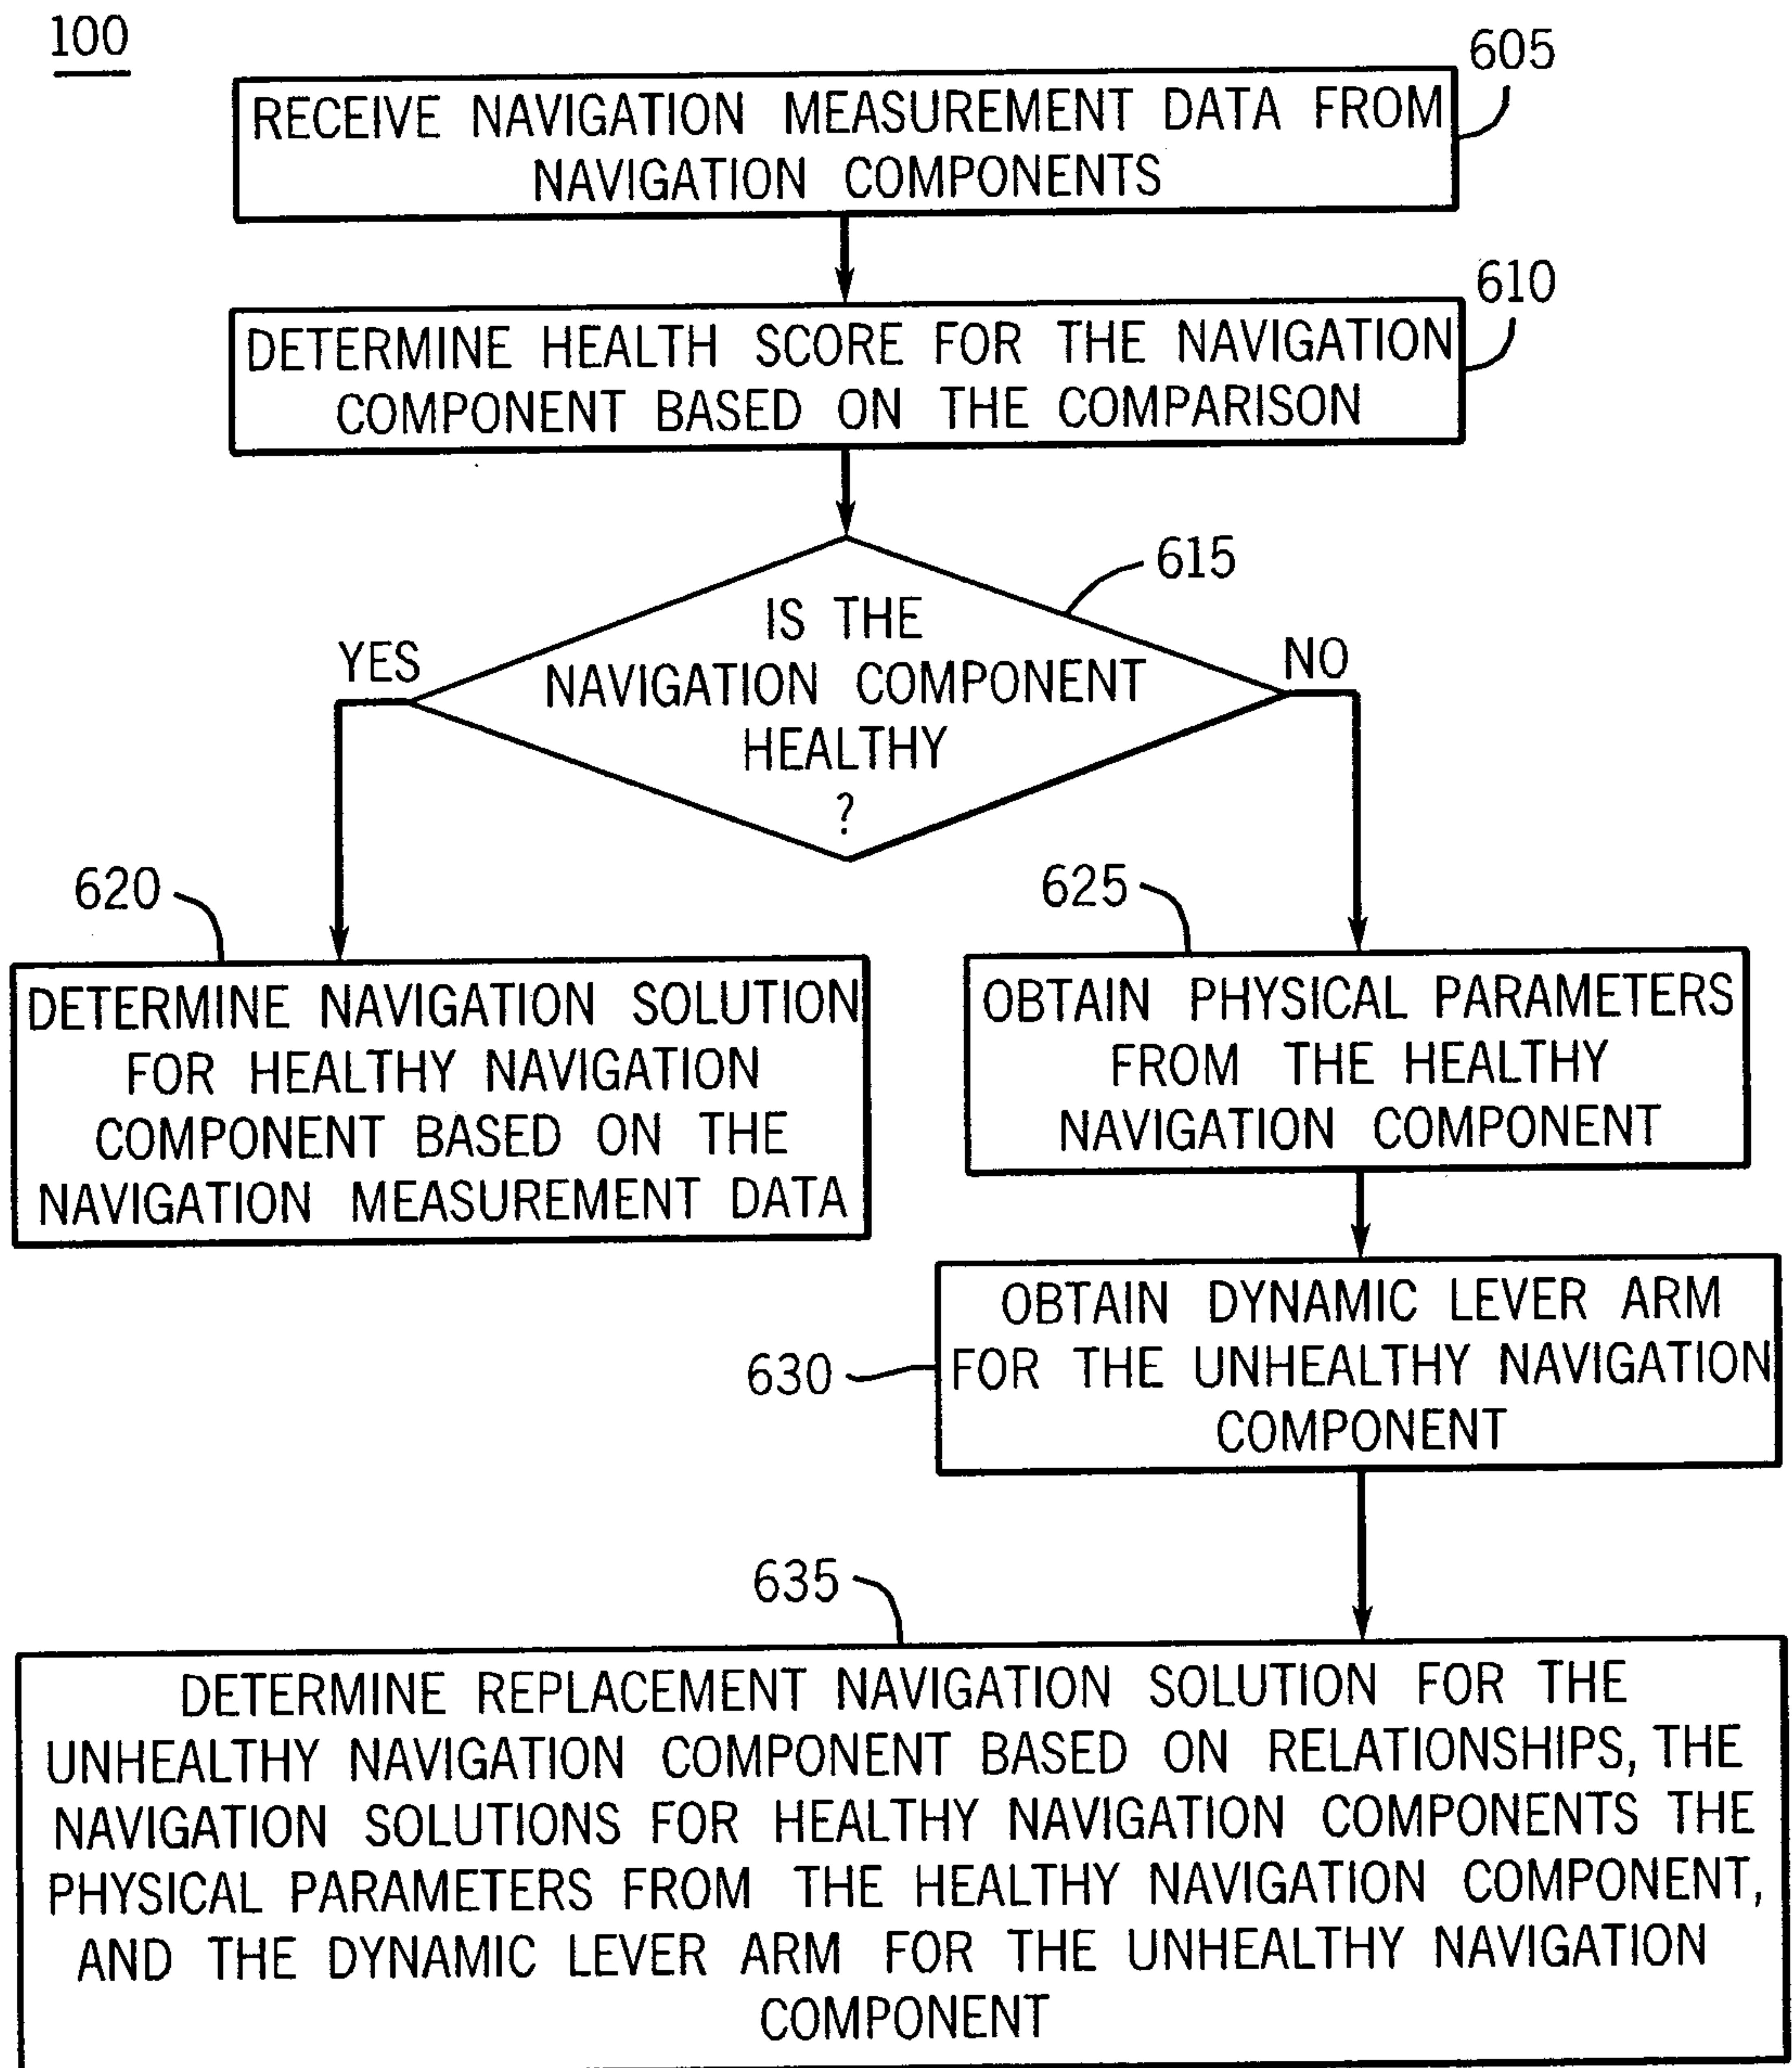 100
605
RECEIVE NAVIGATION MEASUREMENT DATA FROM
NAVIGATION COMPONENTS
610
DETERMINE HEALTH SCORE FOR THE NAVIGATION
COMPONENT BASED ON THE COMPARISON
615
IS THE
NAVIGATION COMPONENT
HEALTHY
?
YES
NO
620
DETERMINE NAVIGATION SOLUTION
FOR HEALTHY NAVIGATION
COMPONENT BASED ON THE
NAVIGATION MEASUREMENT DATA
625
OBTAIN PHYSICAL PARAMETERS
FROM THE HEALTHY
NAVIGATION COMPONENT
630
OBTAIN DYNAMIC LEVER ARM
FOR THE UNHEALTHY NAVIGATION
COMPONENT
635
DETERMINE REPLACEMENT NAVIGATION SOLUTION FOR THE
UNHEALTHY NAVIGATION COMPONENT BASED ON RELATIONSHIPS, THE
NAVIGATION SOLUTIONS FOR HEALTHY NAVIGATION COMPONENTS THE
PHYSICAL PARAMETERS FROM THE HEALTHY NAVIGATION COMPONENT,
AND THE DYNAMIC LEVER ARM FOR THE UNHEALTHY NAVIGATION
COMPONENT